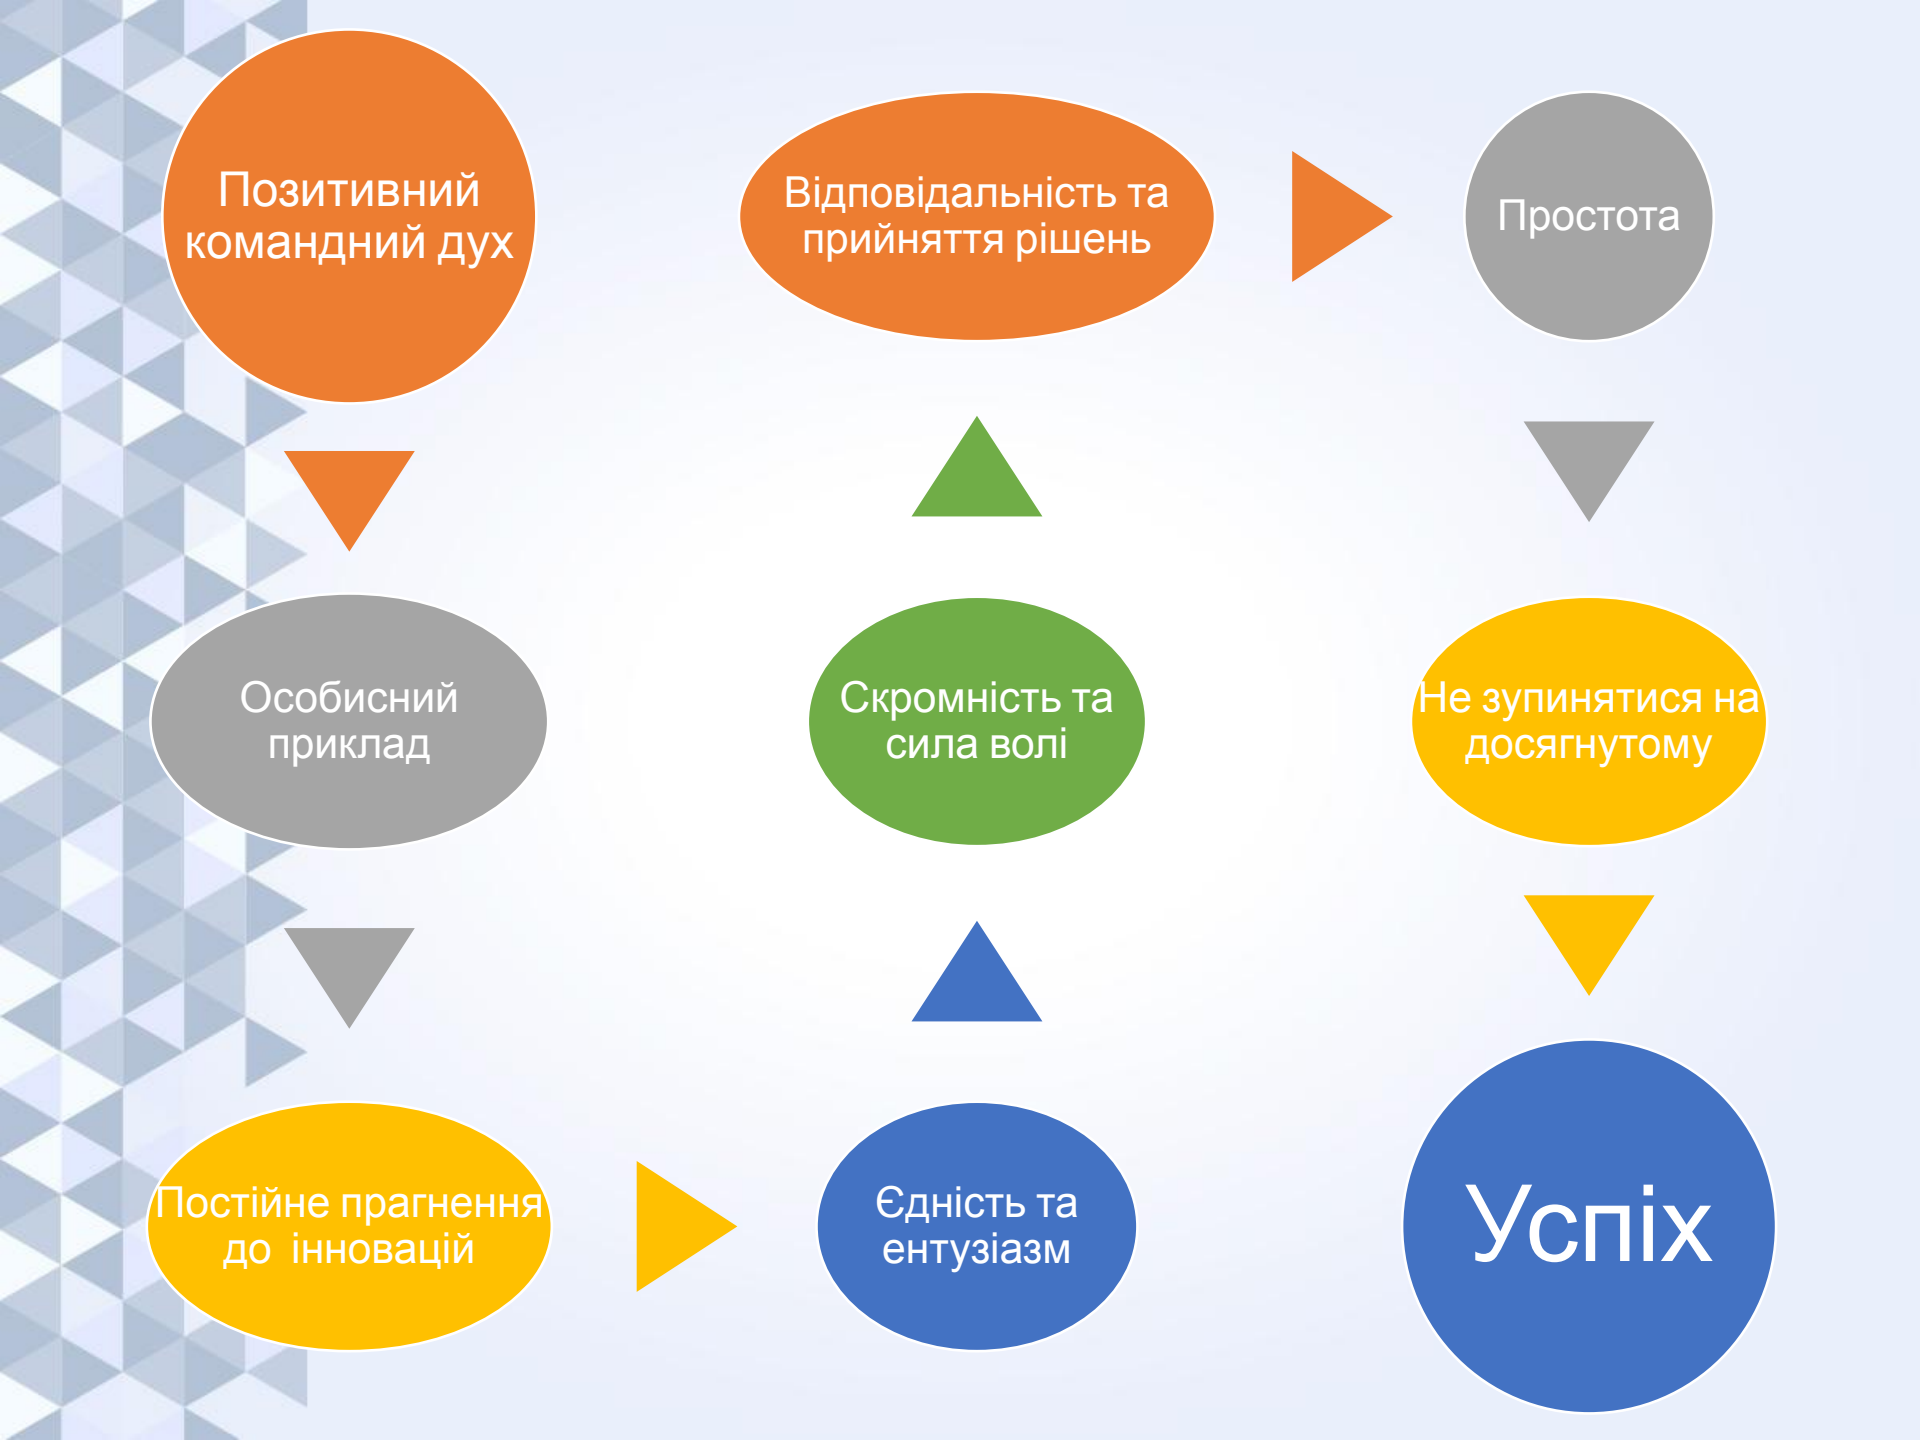 Позитивний
командний дух
Особисний
приклад
Постійне прагнення
до  інновацій
Єдність та
ентузіазм
Скромність та
сила волі
Відповідальність та
прийняття рішень
Простота
Не зупинятися на
досягнутому
Успіх